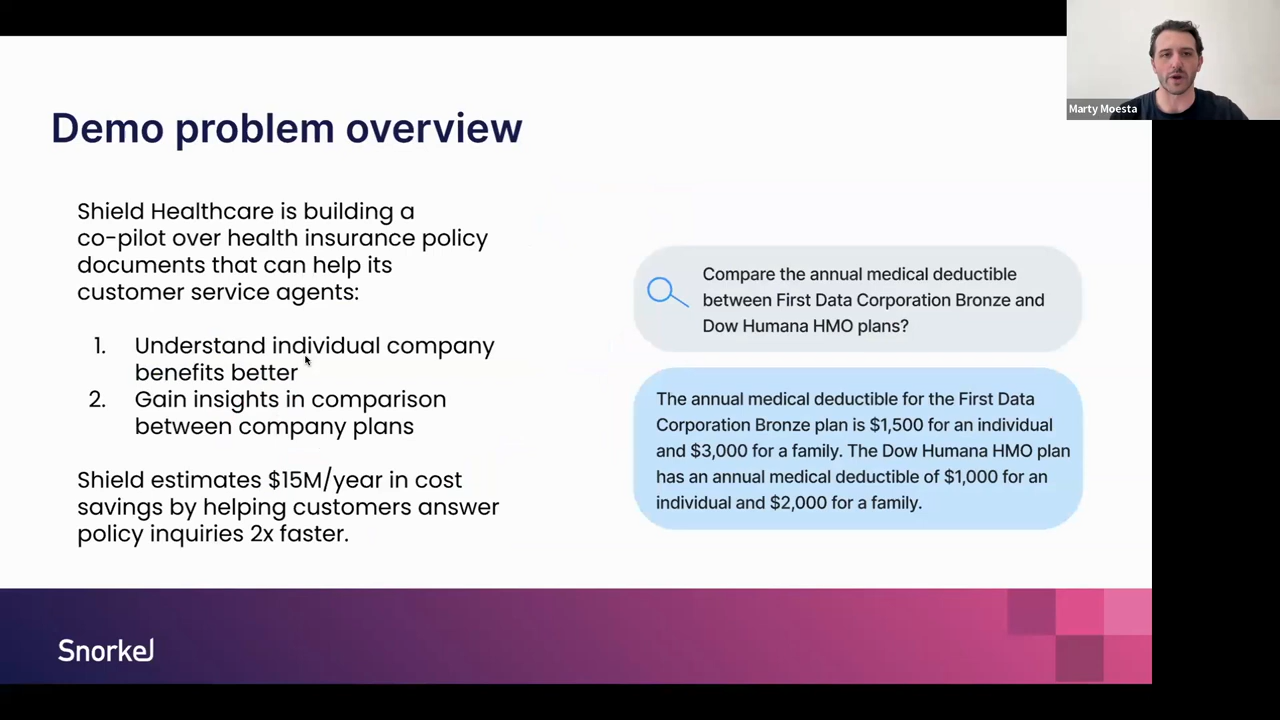 Marty Moesta
Demo problem overview
Shield Healthcare is building a
co-pilot over health insurance policy
documents that can help its
customer service agents:
1. Understand individual company
benefits better
2. Gain insights in comparison
between company plans
Shield estimates $15M/year in cost
savings by helping customers answer
policy inquiries 2x faster.
Compare the annual medical deductible
between First Data Corporation Bronze and
Dow Humana HMO plans?
The annual medical deductible for the First Data
Corporation Bronze plan is $1,500 for an individual
and $3,000 for a family. The Dow Humana HMO plan
has an annual medical deductible of $1,000 for an
individual and $2,000 for a family.
Snorkel